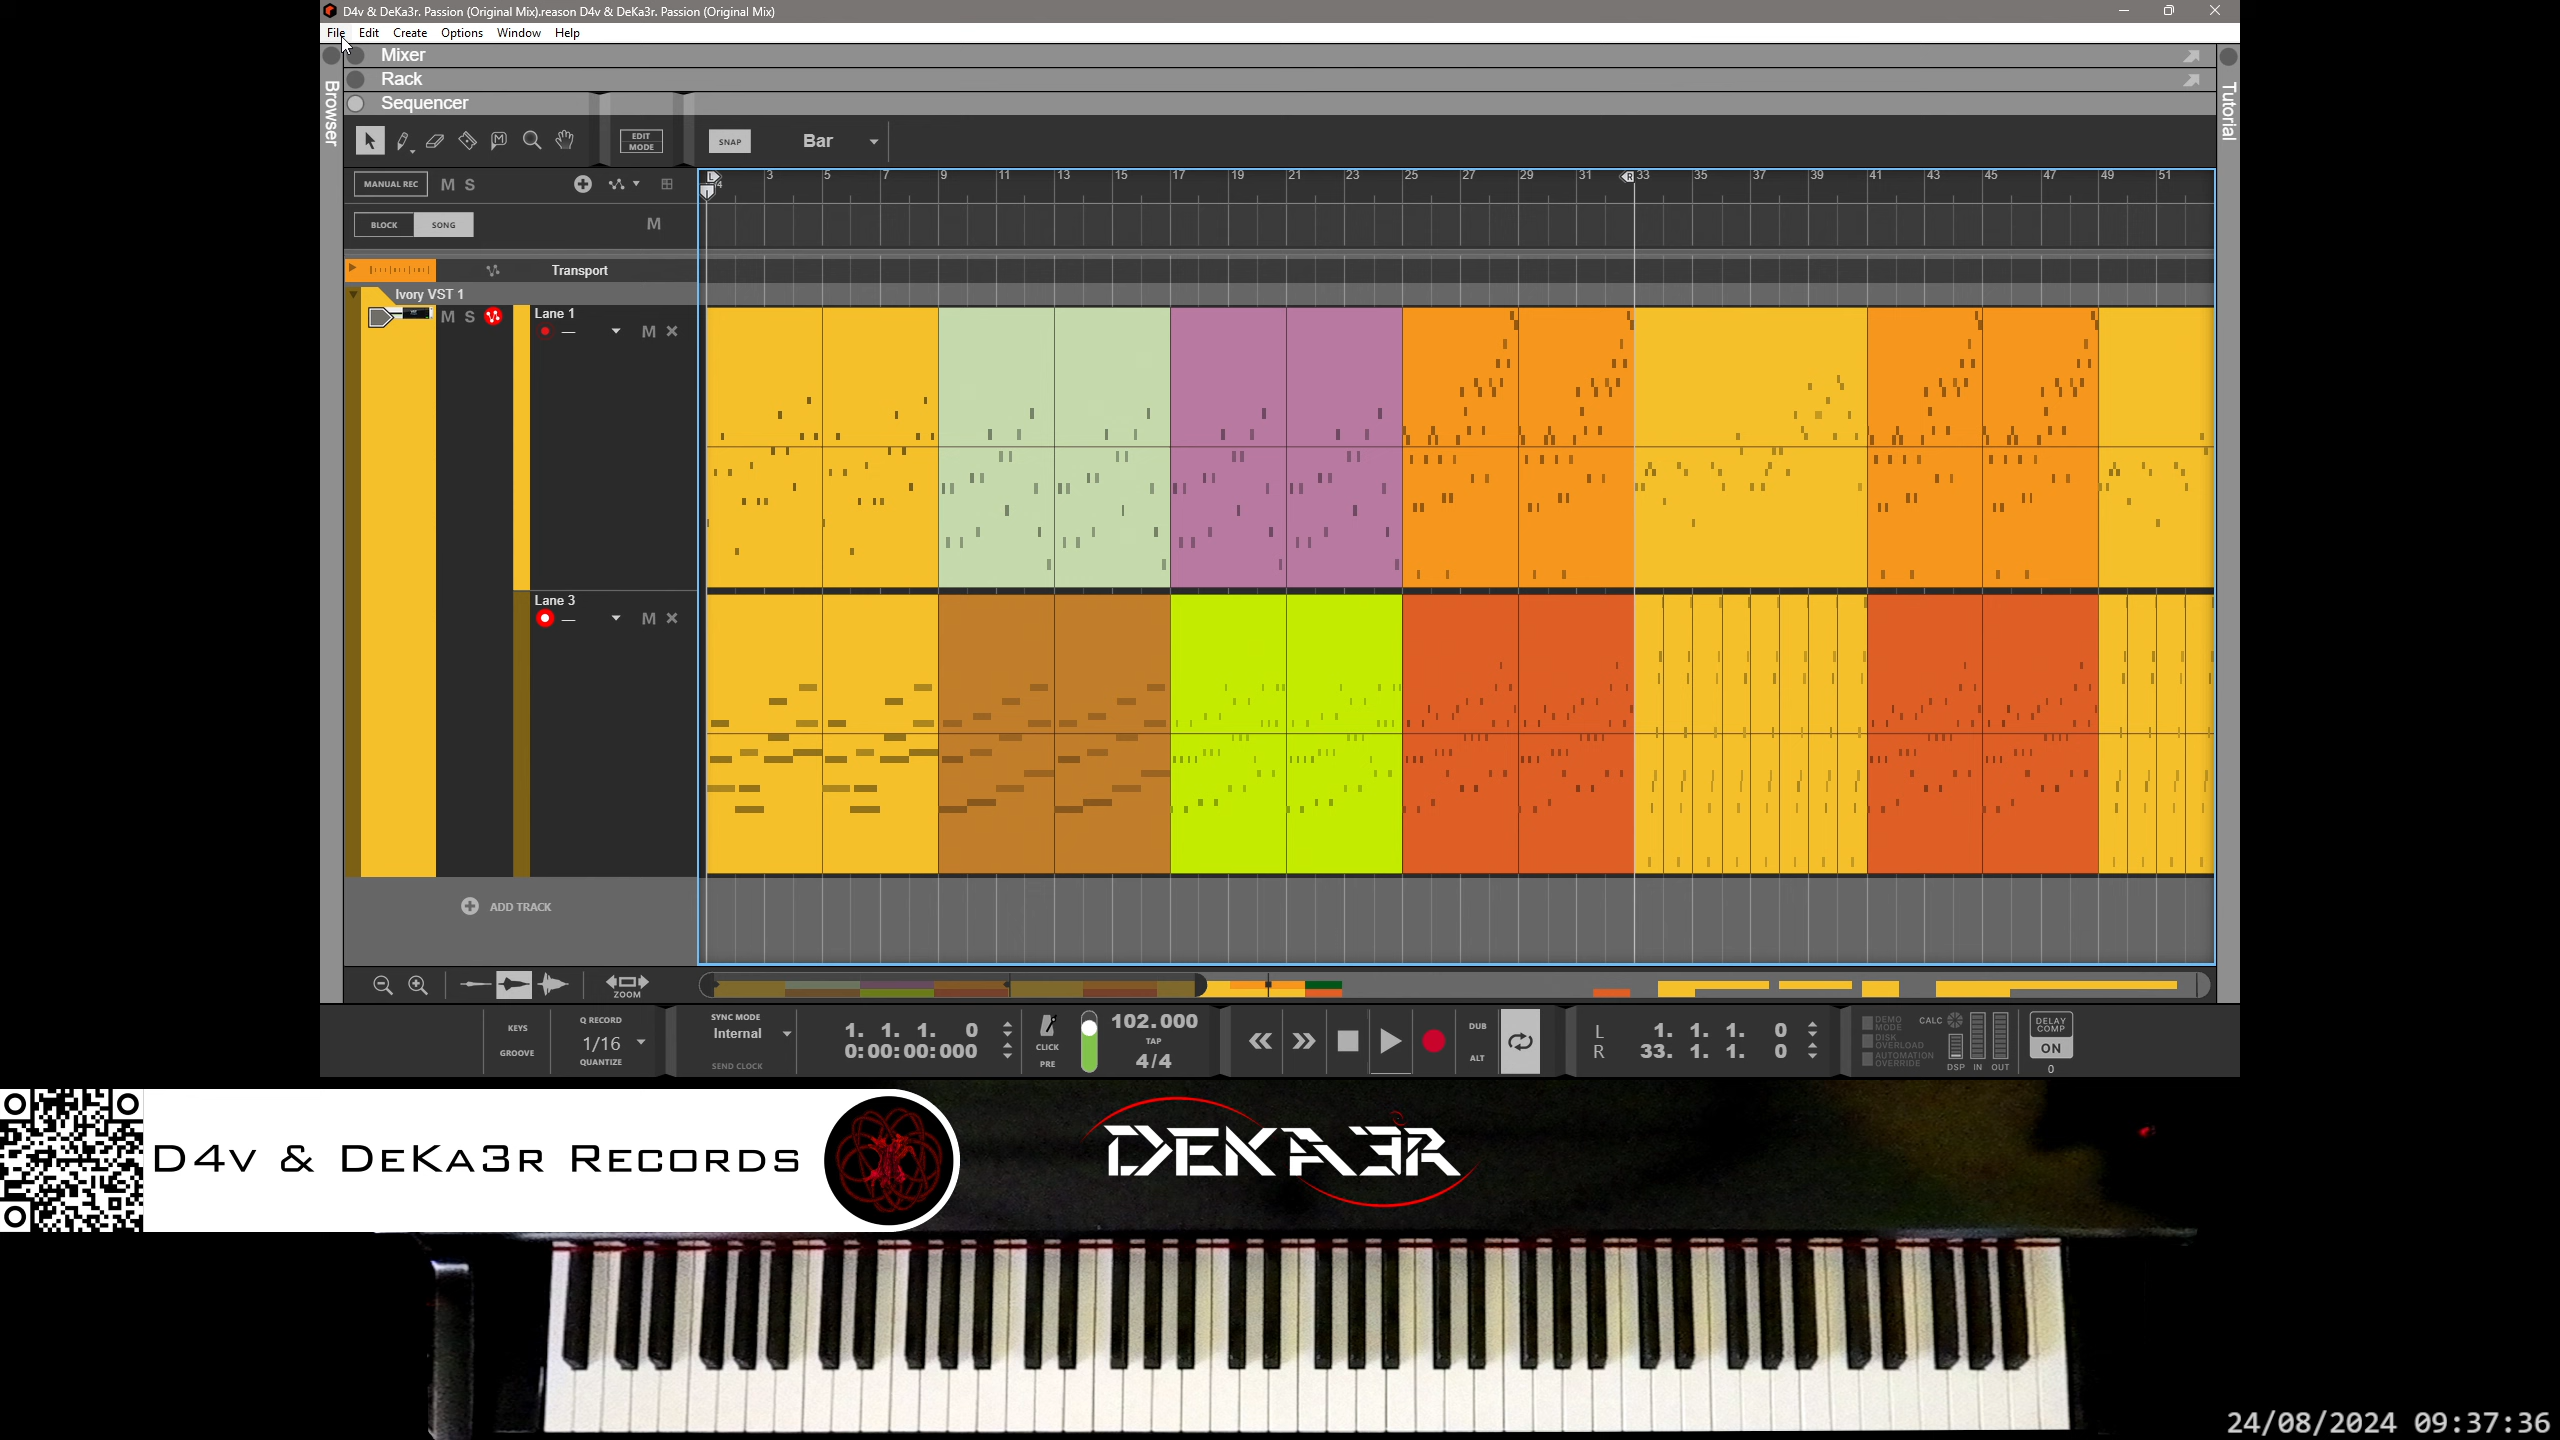 D4v & DeKa3r. Passion (Original Mix).reason D4v & DeKa3r. Passion (Original Mix)
File Edit Create Options Window Help
Mixer
Rack
Sequencer
Browser
Tutorial
EDIT MODE
SNAP
Bar
MANUAL REC M S
L 3 5 7 9 11 13 15 17 19 21 23 25 27 29 31 R 33 35 37 39 41 43 45 47 49 51
BLOCK SONG M
Transport
Ivory VST 1
M S
Lane 1
M
Lane 3
M
ADD TRACK
ZOOM
KEYS
GROOVE
Q RECORD
1/16
QUANTIZE
SYNC MODE
Internal
SEND CLOCK
1. 1. 1. 0
0:00:00:000
CLICK
PRE
102.000
TAP
4/4
DUB
ALT
L 1. 1. 1. 0
R 33. 1. 1. 0
DEMO MODE
DISK OVERLOAD
AUTOMATION OVERRIDE
CALC
DSP IN OUT
DELAY COMP
ON
0
D4v & DeKa3r Records
DEKA3R
24/08/2024 09:37:36